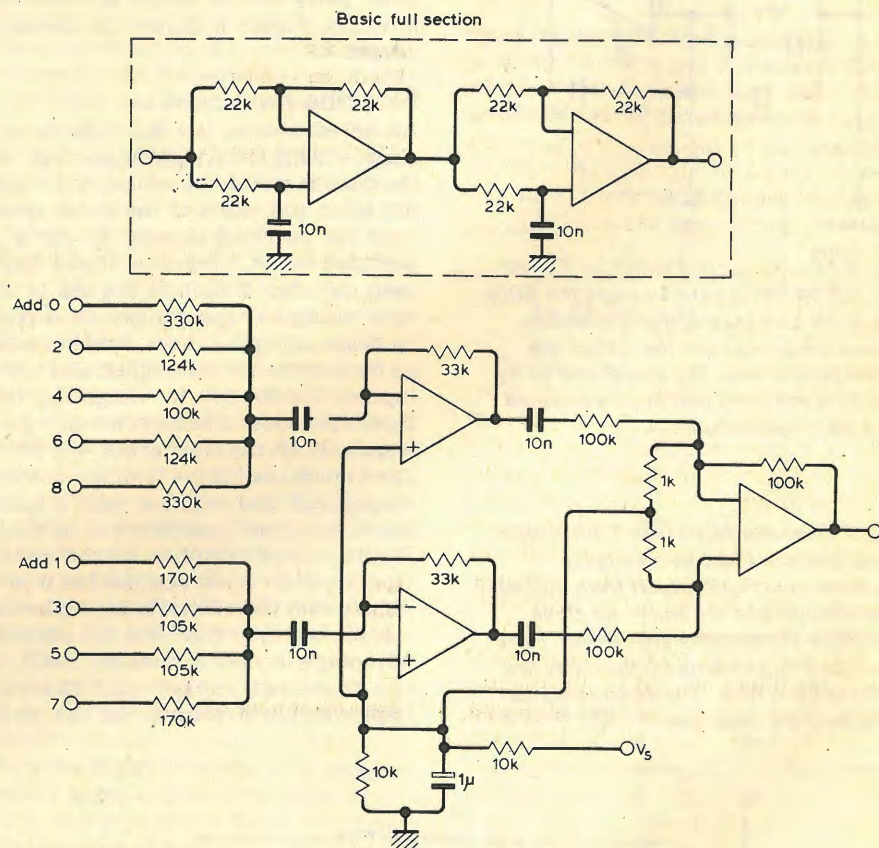 Basic full section
22k 22k 22k 22k
22k 22k
10n 10n
Add 0 330k
2 124k
4 100k
6 124k
8 330k
10n
33k
-
+
10n 100k
1k
1k
100k
Add 1 170k
3 105k
5 105k
7 170k
10n
33k
-
+
10n 100k
10k
1μ
10k
Vs